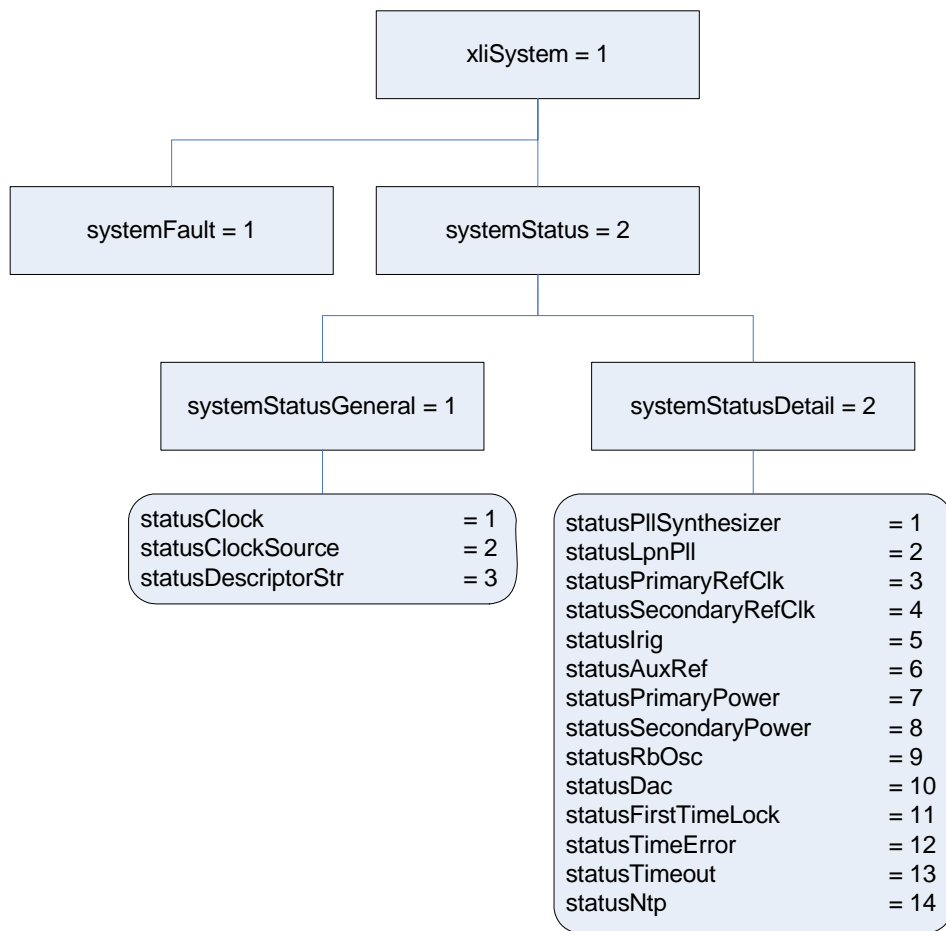 xliSystem = 1
systemFault = 1
systemStatus = 2
systemStatusGeneral = 1
systemStatusDetail = 2
statusClock = 1
statusClockSource = 2
statusDescriptorStr = 3
statusPllSynthesizer = 1
statusLpnPll = 2
statusPrimaryRefClk = 3
statusSecondaryRefClk = 4
statusIrig = 5
statusAuxRef = 6
statusPrimaryPower = 7
statusSecondaryPower = 8
statusRbOsc = 9
statusDac = 10
statusFirstTimeLock = 11
statusTimeError = 12
statusTimeout = 13
statusNtp = 14